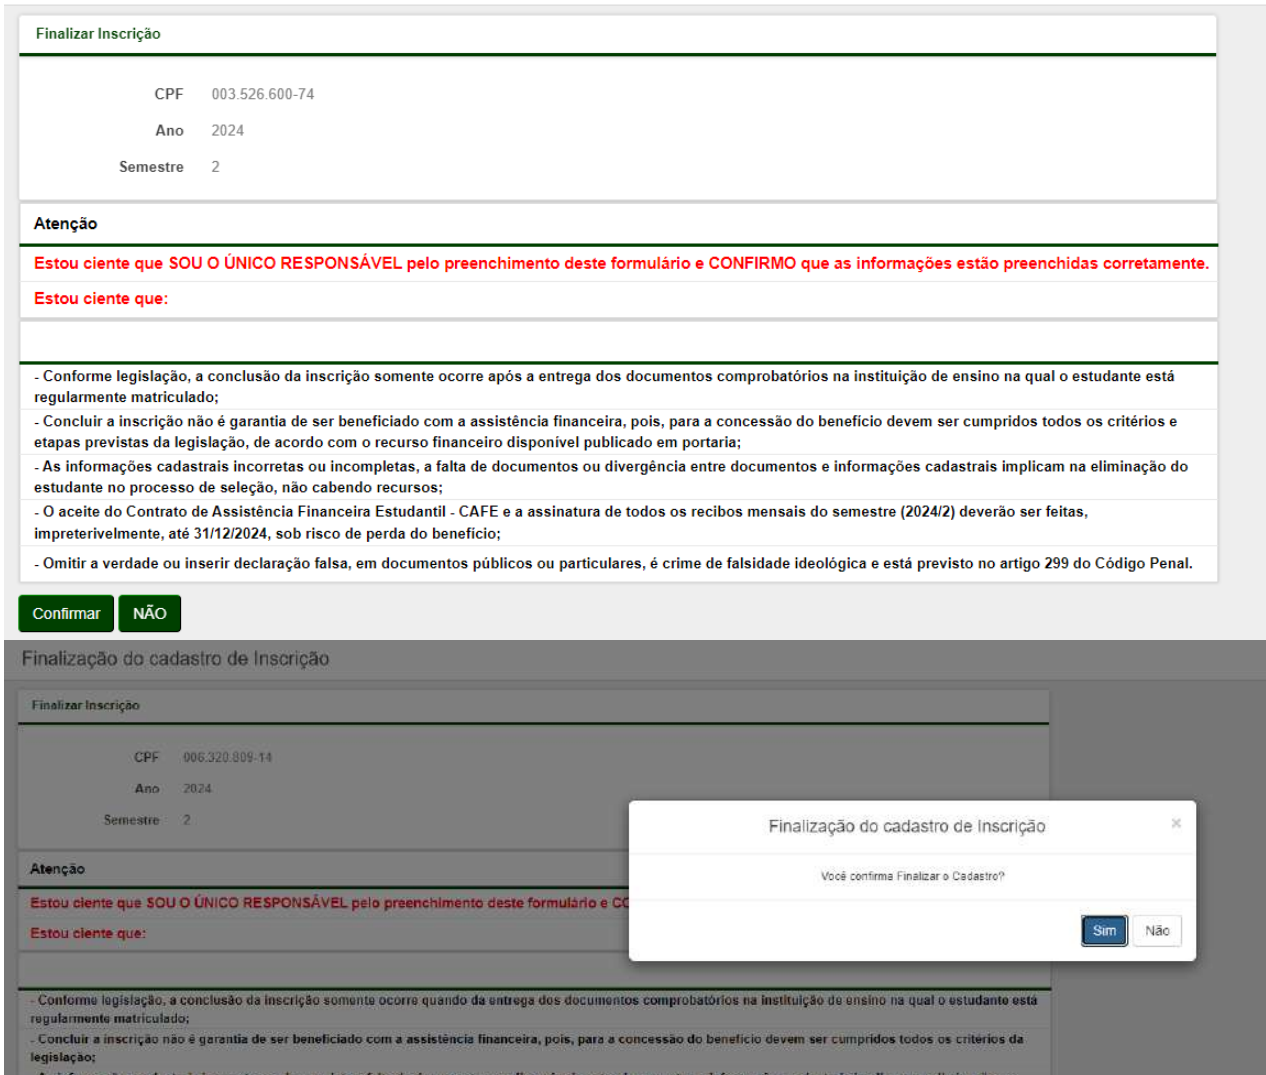 Finalizar Inscrição
CPF 003.526.600-74
Ano 2024
Semestre 2
Atenção
Estou ciente que SOU O ÚNICO RESPONSÁVEL pelo preenchimento deste formulário e CONFIRMO que as informações estão preenchidas corretamente.
Estou ciente que:
- Conforme legislação, a conclusão da inscrição somente ocorre após a entrega dos documentos comprobatórios na instituição de ensino na qual o estudante está
regularmente matriculado;
- Concluir a inscrição não é garantia de ser beneficiado com a assistência financeira, pois, para a concessão do benefício devem ser cumpridos todos os critérios e
etapas previstas da legislação, de acordo com o recurso financeiro disponível publicado em portaria;
- As informações cadastrais incorretas ou incompletas, a falta de documentos ou divergência entre documentos e informações cadastrais implicam na eliminação do
estudante no processo de seleção, não cabendo recursos;
- O aceite do Contrato de Assistência Financeira Estudantil - CAFE e a assinatura de todos os recibos mensais do semestre (2024/2) deverão ser feitas,
impreterivelmente, até 31/12/2024, sob risco de perda do benefício;
- Omitir a verdade ou inserir declaração falsa, em documentos públicos ou particulares, é crime de falsidade ideológica e está previsto no artigo 299 do Código Penal.
Confirmar NÃO
Finalização do cadastro de Inscrição
Finalizar Inscrição
CPF 006.320.809-14
Ano 2024
Semestre 2
Finalização do cadastro de Inscrição ×
Você confirma Finalizar o Cadastro?
Sim Não
Atenção
Estou ciente que SOU O ÚNICO RESPONSÁVEL pelo preenchimento deste formulário e CO
Estou ciente que:
- Conforme legislação, a conclusão da inscrição somente ocorre quando da entrega dos documentos comprobatórios na instituição de ensino na qual o estudante está
regularmente matriculado;
- Concluir a inscrição não é garantia de ser beneficiado com a assistência financeira, pois, para a concessão do benefício devem ser cumpridos todos os critérios da
legislação;